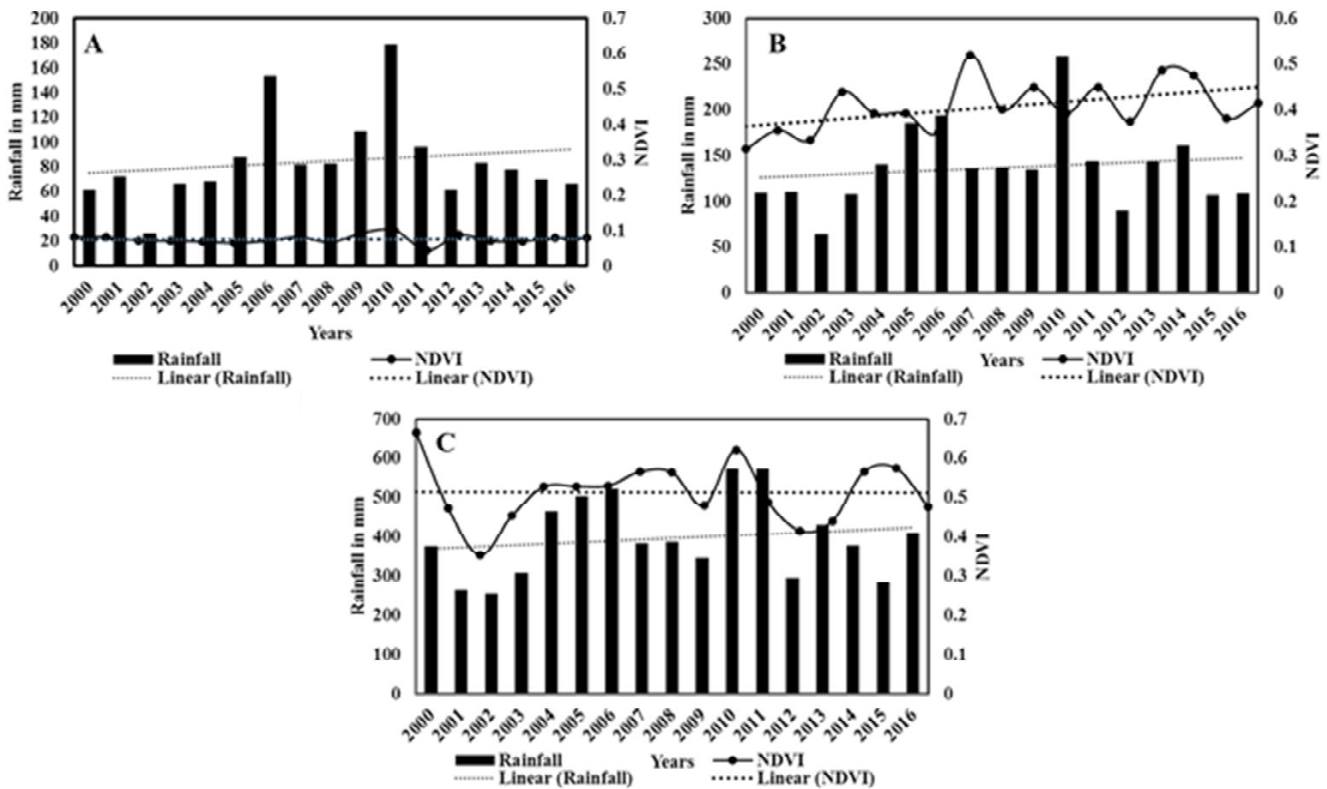 A
Rainfall in mm
200
180
160
140
120
100
80
60
40
20
0
0.7
0.6
0.5
0.4
0.3
0.2
0.1
0
NDVI
2000 2001 2002 2003 2004 2005 2006 2007 2008 2009 2010 2011 2012 2013 2014 2015 2016
Years
Rainfall NDVI
Linear (Rainfall) Linear (NDVI)
B
Rainfall in mm
300
250
200
150
100
50
0
0.6
0.5
0.4
0.3
0.2
0.1
0
NDVI
2000 2001 2002 2003 2004 2005 2006 2007 2008 2009 2010 2011 2012 2013 2014 2015 2016
Rainfall Years NDVI
Linear (Rainfall) Linear (NDVI)
C
Rainfall in mm
700
600
500
400
300
200
100
0
0.7
0.6
0.5
0.4
0.3
0.2
0.1
0
NDVI
2000 2001 2002 2003 2004 2005 2006 2007 2008 2009 2010 2011 2012 2013 2014 2015 2016
Rainfall Years NDVI
Linear (Rainfall) Linear (NDVI)